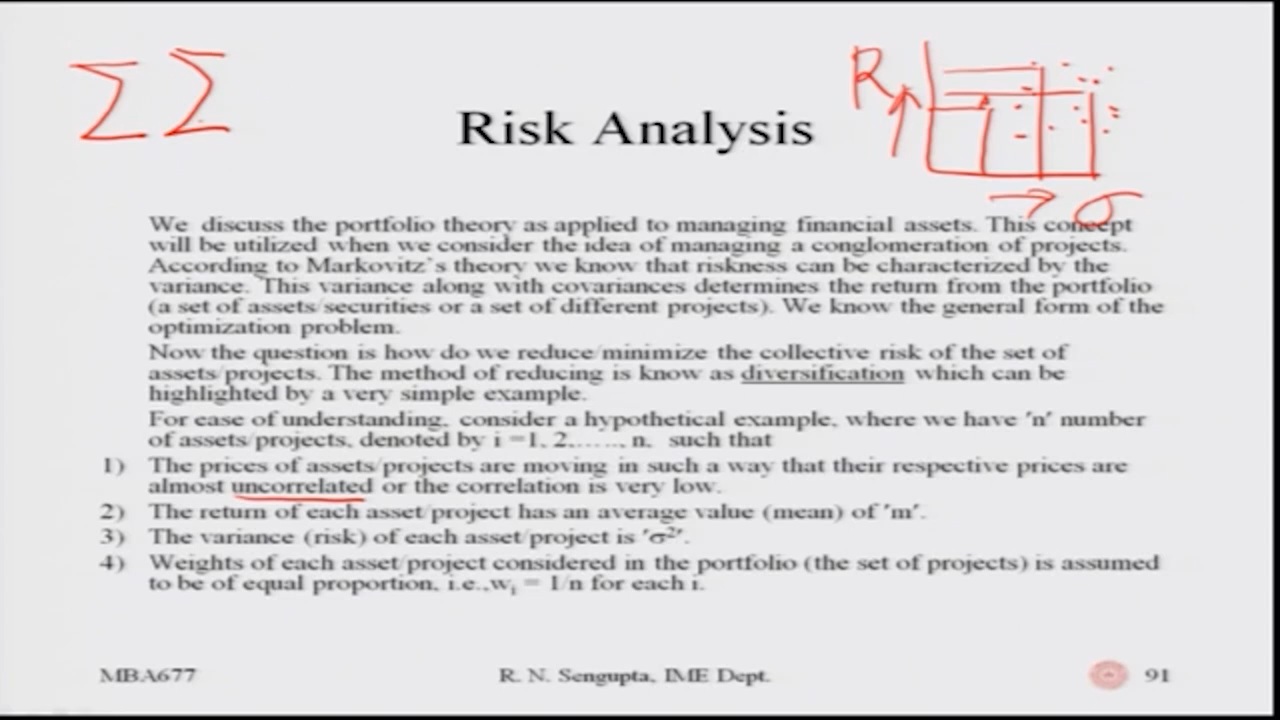 Σ Σ
R
σ
Risk Analysis
We discuss the portfolio theory as applied to managing financial assets. This concept
will be utilized when we consider the idea of managing a conglomeration of projects.
According to Markovitz's theory we know that riskness can be characterized by the
variance. This variance along with covariances determines the return from the portfolio
(a set of assets/securities or a set of different projects). We know the general form of the
optimization problem.
Now the question is how do we reduce/minimize the collective risk of the set of
assets/projects. The method of reducing is know as diversification which can be
highlighted by a very simple example.
For ease of understanding, consider a hypothetical example, where we have 'n' number
of assets/projects, denoted by i =1, 2,....., n, such that
1) The prices of assets/projects are moving in such a way that their respective prices are
almost uncorrelated or the correlation is very low.
2) The return of each asset/project has an average value (mean) of 'm'.
3) The variance (risk) of each asset/project is 'σ²'.
4) Weights of each asset/project considered in the portfolio (the set of projects) is assumed
to be of equal proportion, i.e.,wᵢ = 1/n for each i.
MBA677 R. N. Sengupta, IME Dept. 91